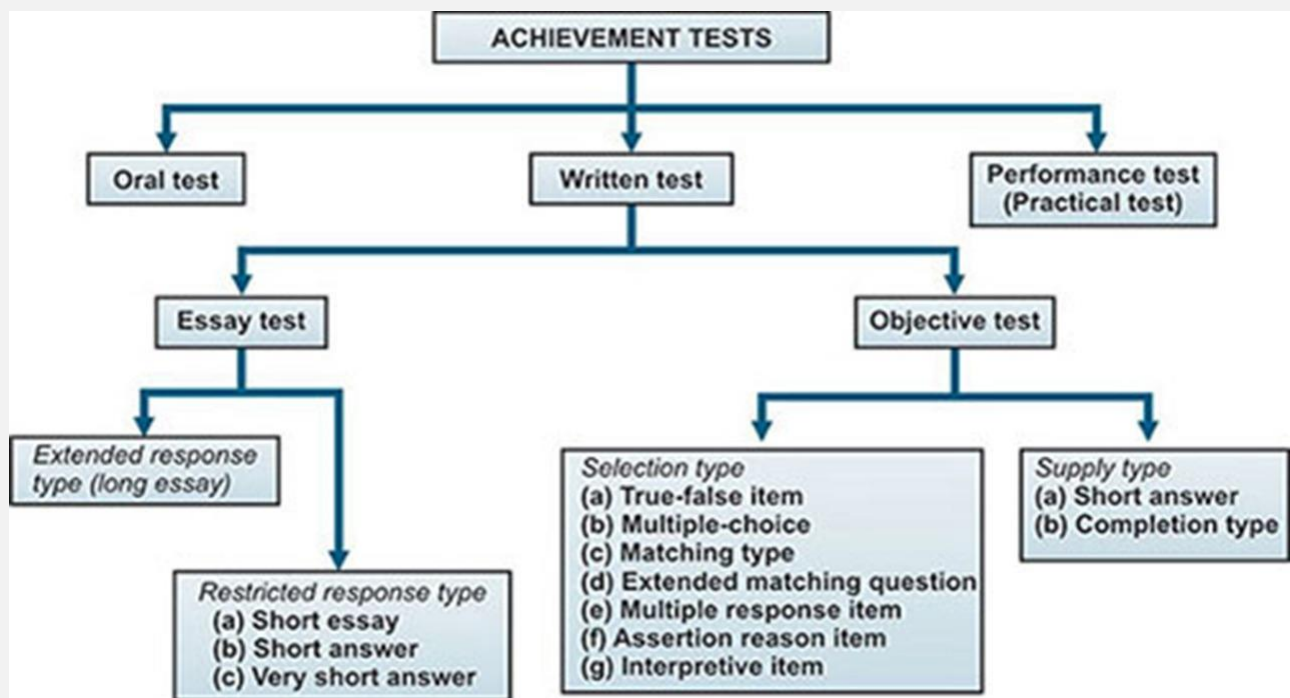 ACHIEVEMENT TESTS
Oral test
Written test
Performance test
(Practical test)
Essay test
Objective test
Extended response
type (long essay)
Restricted response type
(a) Short essay
(b) Short answer
(c) Very short answer
Selection type
(a) True-false item
(b) Multiple-choice
(c) Matching type
(d) Extended matching question
(e) Multiple response item
(f) Assertion reason item
(g) Interpretive item
Supply type
(a) Short answer
(b) Completion type